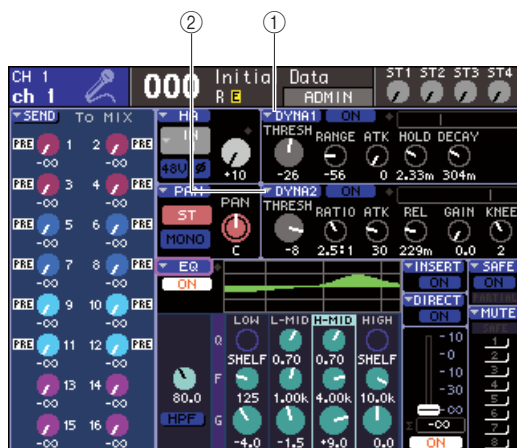 ② ①
CH 1
ch 1
000 Initia Data
R E ADMIN
ST1 ST2 ST3 ST4
SEND To MIX
PRE 1 2 PRE
-∞ -∞
PRE 3 4 PRE
-∞ -∞
PRE 5 6 PRE
-∞ -∞
PRE 7 8 PRE
-∞ -∞
PRE 9 10 PRE
-∞ -∞
PRE 11 12 PRE
-∞ -∞
13 14
-∞ -∞
15 16
-∞ -∞
HA
IN
48V Ø +10
PAN
ST PAN
MONO C
DYNA1 ON
THRESH RANGE ATK HOLD DECAY
-26 -56 0 2.33m 304m
DYNA2 ON
THRESH RATIO ATK REL GAIN KNEE
-8 2.5:1 30 229m 0.0 2
EQ
ON
LOW L-MID H-MID HIGH
Q SHELF 0.70 0.70 SHELF
F 125 1.00k 4.00k 10.0k
G -4.0 -1.5 +9.0 0.0
80.0
HPF
INSERT
ON
DIRECT
ON
-10
-0
-10
-30
-∞
Σ -∞
ON
SAFE
ON
PARTIAL
MUTE
SAFE
1
2
3
4
5
6
7
8